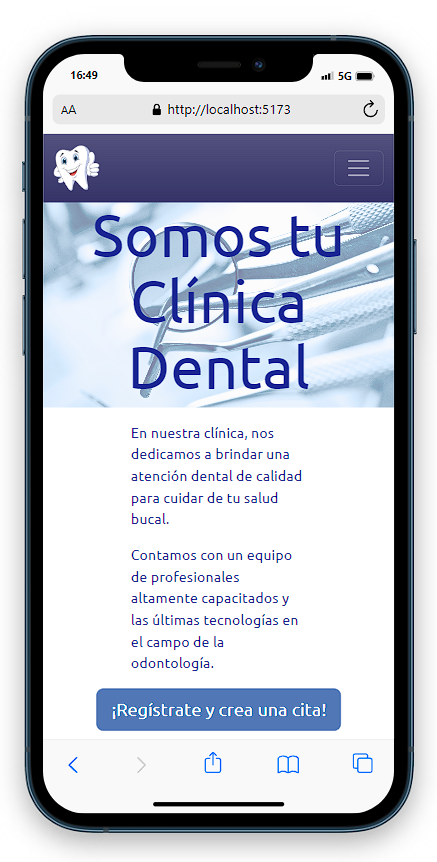 16:49
5G
AA
http://localhost:5173
Somos tu
Clínica
Dental
En nuestra clínica, nos
dedicamos a brindar una
atención dental de calidad
para cuidar de tu salud
bucal.
Contamos con un equipo
de profesionales
altamente capacitados y
las últimas tecnologías en
el campo de la
odontología.
¡Regístrate y crea una cita!